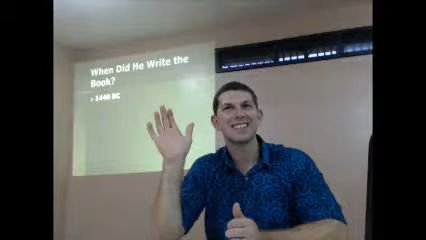 When Did He Write the
Book?
- 1440 BC